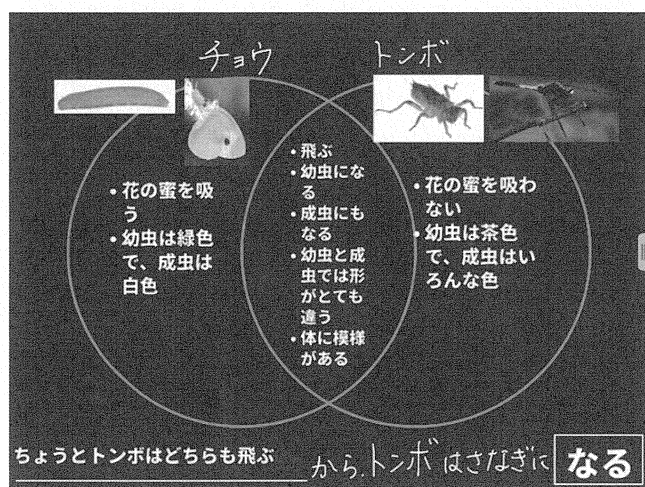 チョウ
トンボ
• 花の蜜を吸
う
• 幼虫は緑色
で、成虫は
白色
• 飛ぶ
• 幼虫にな
る
• 成虫にも
なる
• 幼虫と成
虫では形
がとても
違う
• 体に模様
がある
• 花の蜜を吸わ
ない
• 幼虫は茶色
で、成虫はい
ろんな色
ちょうとトンボはどちらも飛ぶ から、トンボはさなぎに なる